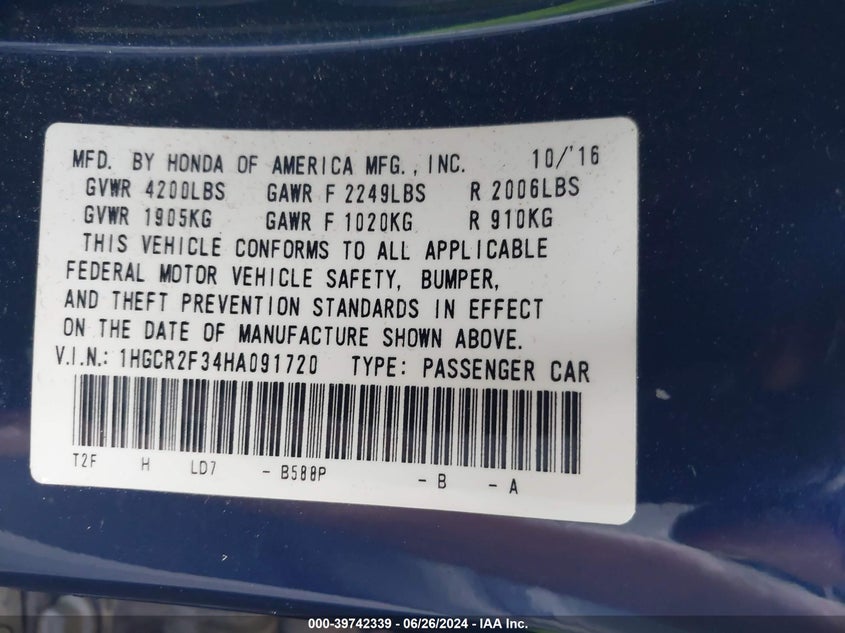 MFD. BY HONDA OF AMERICA MFG., INC. 10/'16
GVWR 4200LBS GAWR F 2249LBS R 2006LBS
GVWR 1905KG GAWR F 1020KG R 910KG
THIS VEHICLE CONFORMS TO ALL APPLICABLE
FEDERAL MOTOR VEHICLE SAFETY, BUMPER,
AND THEFT PREVENTION STANDARDS IN EFFECT
ON THE DATE OF MANUFACTURE SHOWN ABOVE.
V.I.N.: 1HGCR2F34HA091720 TYPE: PASSENGER CAR
T2F H LD7 - B588P - B - A
000-39742339 - 06/26/2024 - IAA Inc.